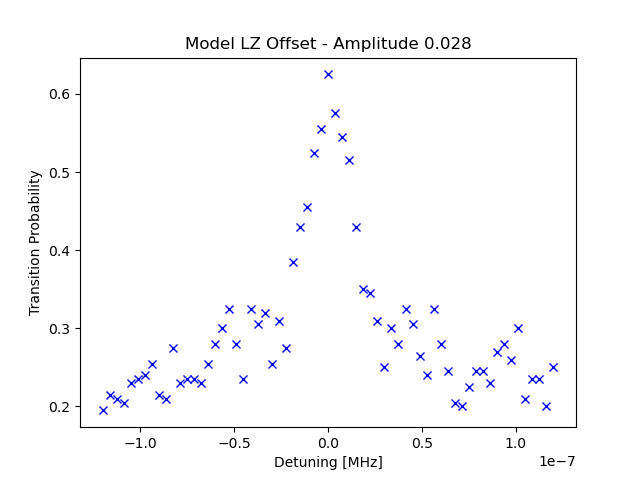 Model LZ Offset - Amplitude 0.028
0.6
0.5
0.4
0.3
0.2
Transition Probability
−1.0 −0.5 0.0 0.5 1.0
1e−7
Detuning [MHz]